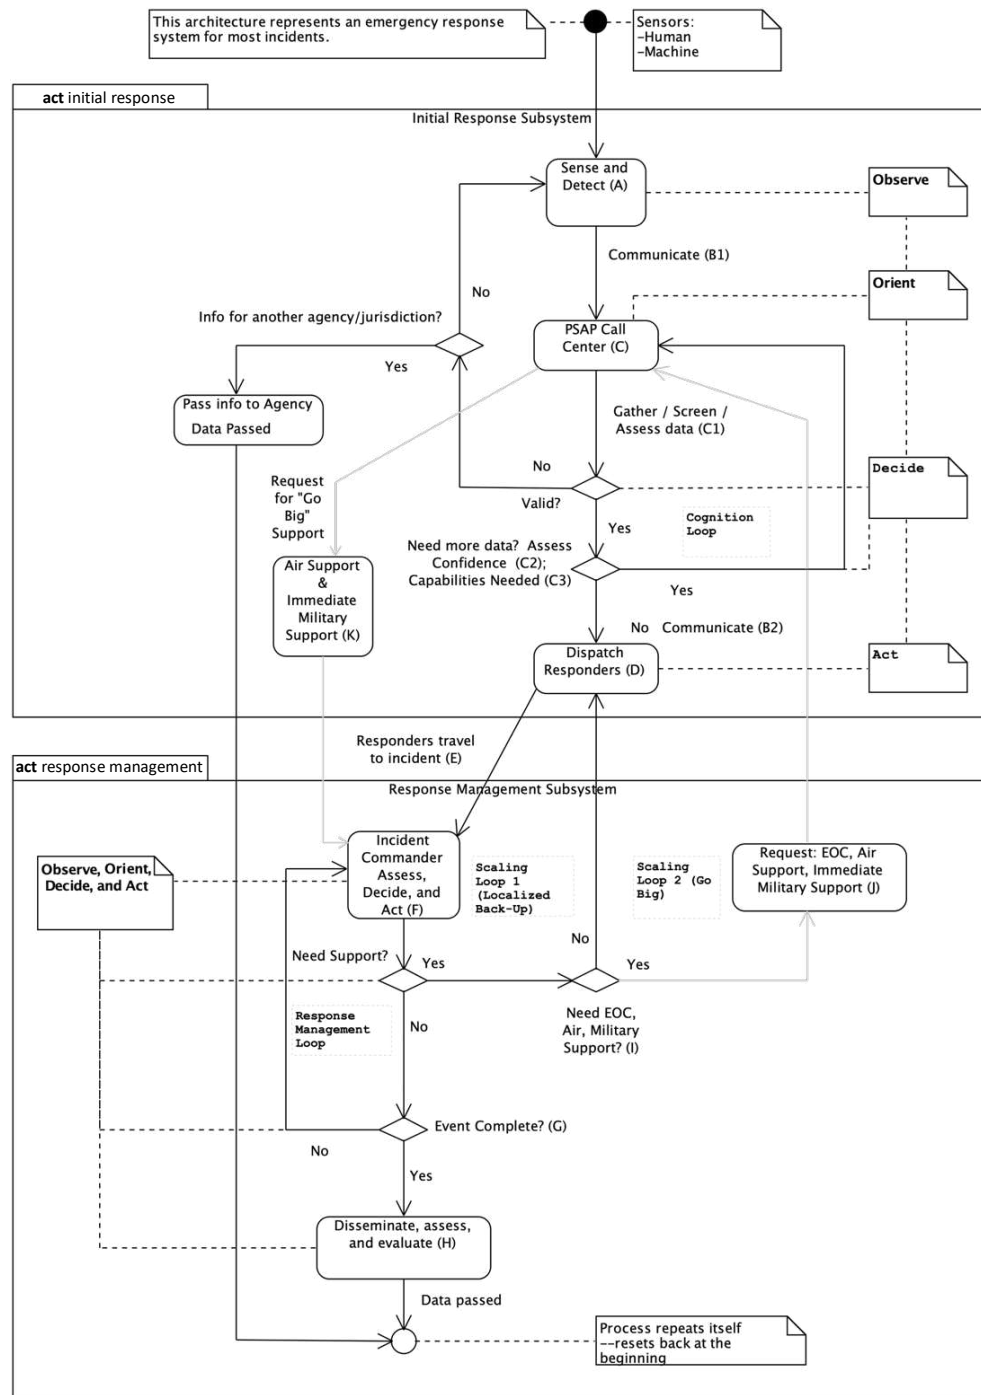 This architecture represents an emergency response
system for most incidents.
Sensors:
-Human
-Machine
act initial response
Initial Response Subsystem
Sense and
Detect (A)
Observe
Communicate (B1)
Orient
No
Info for another agency/jurisdiction?
PSAP Call
Center (C)
Yes
Pass info to Agency
Data Passed
Gather / Screen /
Assess data (C1)
No
Decide
Request
for "Go
Big"
Support
Valid?
Cognition
Loop
Yes
Need more data? Assess
Confidence (C2);
Capabilities Needed (C3)
Air Support
&
Immediate
Military
Support (K)
Yes
No Communicate (B2)
Dispatch
Responders (D)
Act
Responders travel
to incident (E)
act response management
Response Management Subsystem
Incident
Commander
Assess,
Decide, and
Act (F)
Observe, Orient,
Decide, and Act
Scaling
Loop 1
(Localized
Back-Up)
Scaling
Loop 2 (Go
Big)
Request: EOC, Air
Support, Immediate
Military Support (J)
No
Need Support?
Yes
Yes
Response
Management
Loop
No
Need EOC,
Air, Military
Support? (I)
Event Complete? (G)
No
Yes
Disseminate, assess,
and evaluate (H)
Data passed
Process repeats itself
--resets back at the
beginning